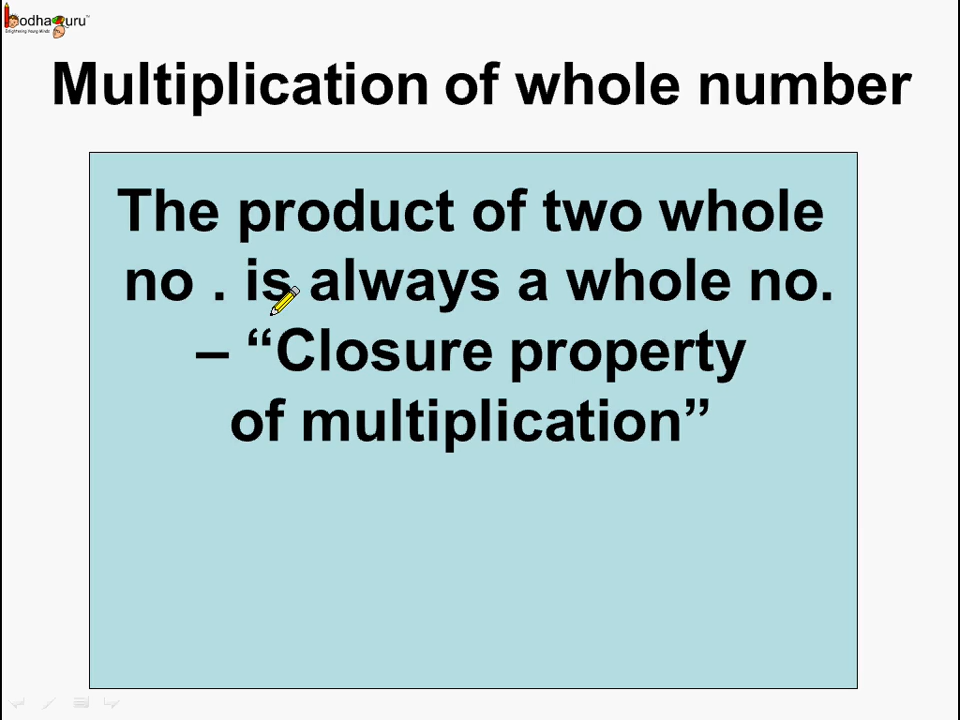 BodhaGuru™
Enlightening Young Minds
Multiplication of whole number
The product of two whole
no . is always a whole no.
– “Closure property
of multiplication”